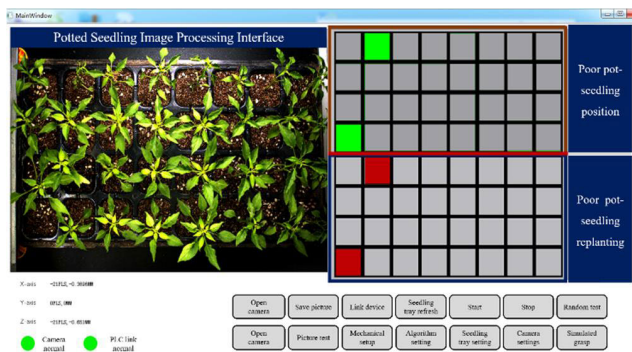 MainWindow
Potted Seedling Image Processing Interface
Poor pot-
seedling
position
Poor pot-
seedling
replanting
X-axis
Y-axis
Z-axis
Camera
normal
PLC link
normal
Open
camera
Save picture
Link device
Seedling
tray refresh
Start
Stop
Random test
Open
camera
Picture test
Mechanical
setup
Algorithm
setting
Seedling
tray setting
Camera
settings
Simulated
grasp